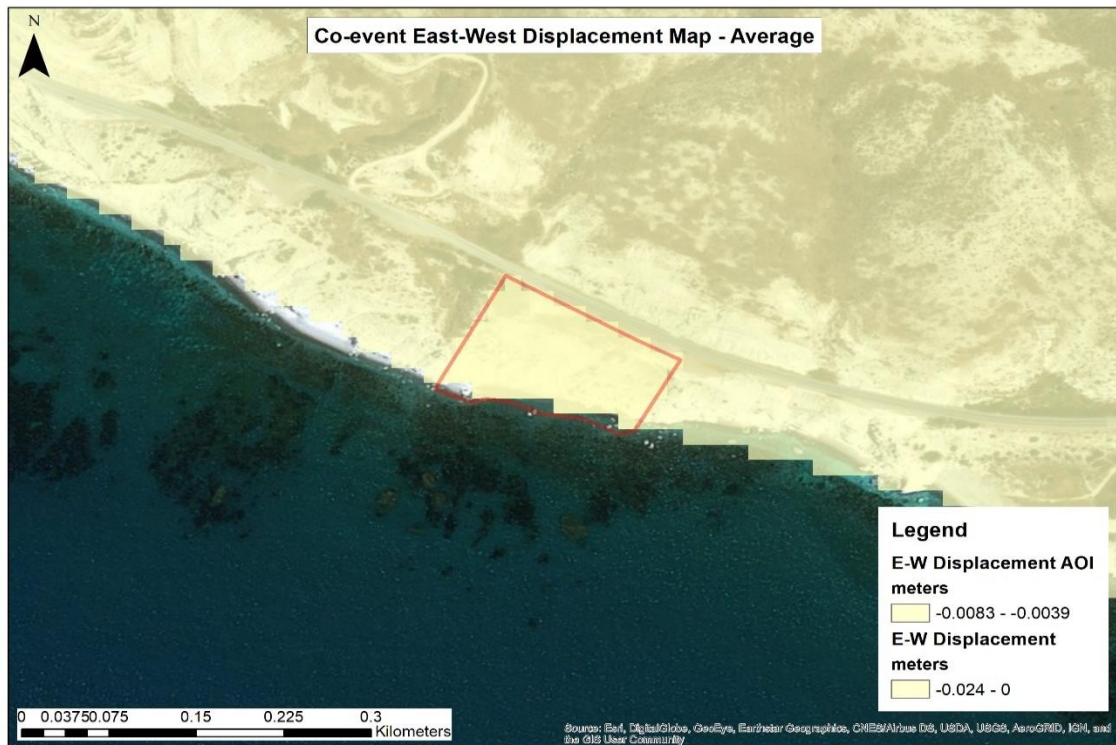 N
Co-event East-West Displacement Map - Average
Legend
E-W Displacement AOI
meters
-0.0083 - -0.0039
E-W Displacement
meters
-0.024 - 0
0 0.0375 0.075 0.15 0.225 0.3
Kilometers
Source: Esri, DigitalGlobe, GeoEye, Earthstar Geographics, CNES/Airbus DS, USDA, USGS, AeroGRID, IGN, and
the GIS User Community